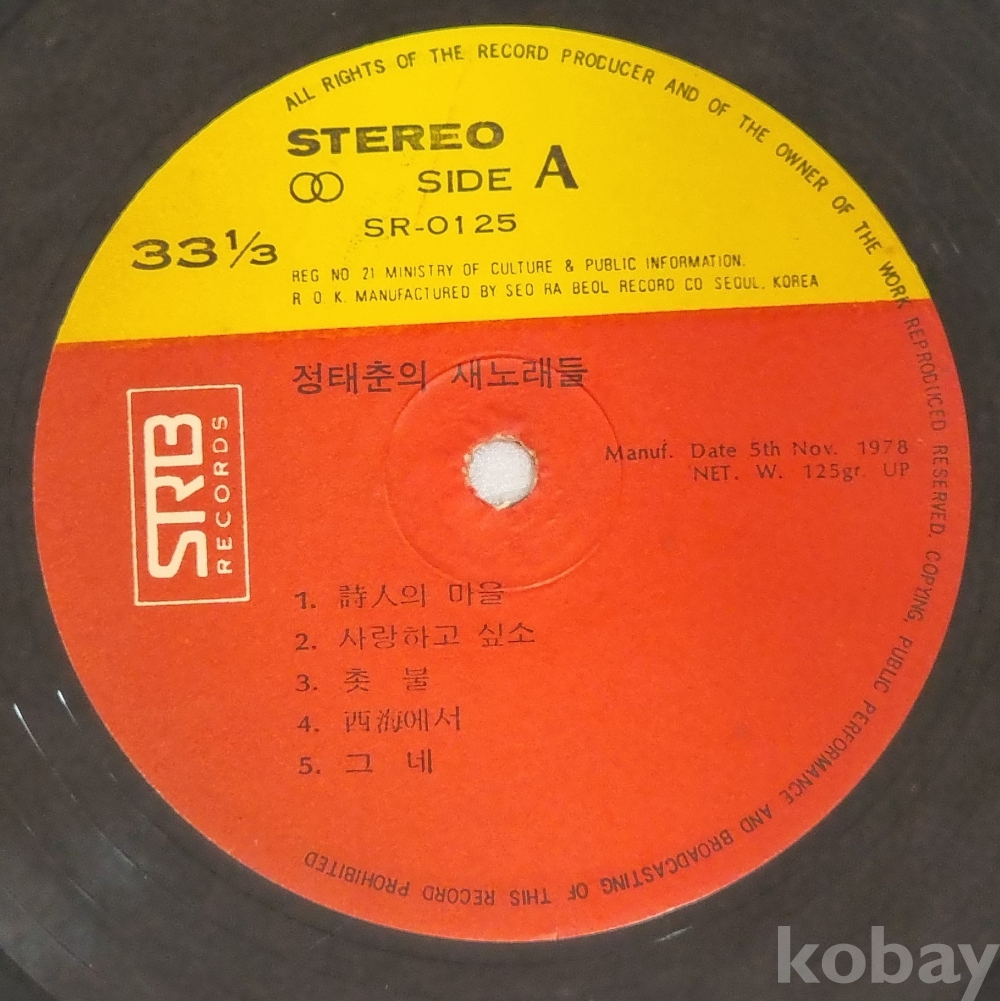 ALL RIGHTS OF THE RECORD PRODUCER AND OF THE OWNER OF THE WORK REPRODUCED RESERVED. COPYING, PUBLIC PERFORMANCE AND BROADCASTING OF THIS RECORD PROHIBITED
STEREO
SIDE A
SR-0125
33 1/3
REG NO 21 MINISTRY OF CULTURE & PUBLIC INFORMATION.
R O K. MANUFACTURED BY SEO RA BEOL RECORD CO SEOUL, KOREA
정태춘의 새노래들
STRB
RECORDS
Manuf. Date 5th Nov. 1978
NET. W. 125gr. UP
1. 詩人의 마을
2. 사랑하고 싶소
3. 촛 불
4. 西海에서
5. 그 네
kobay